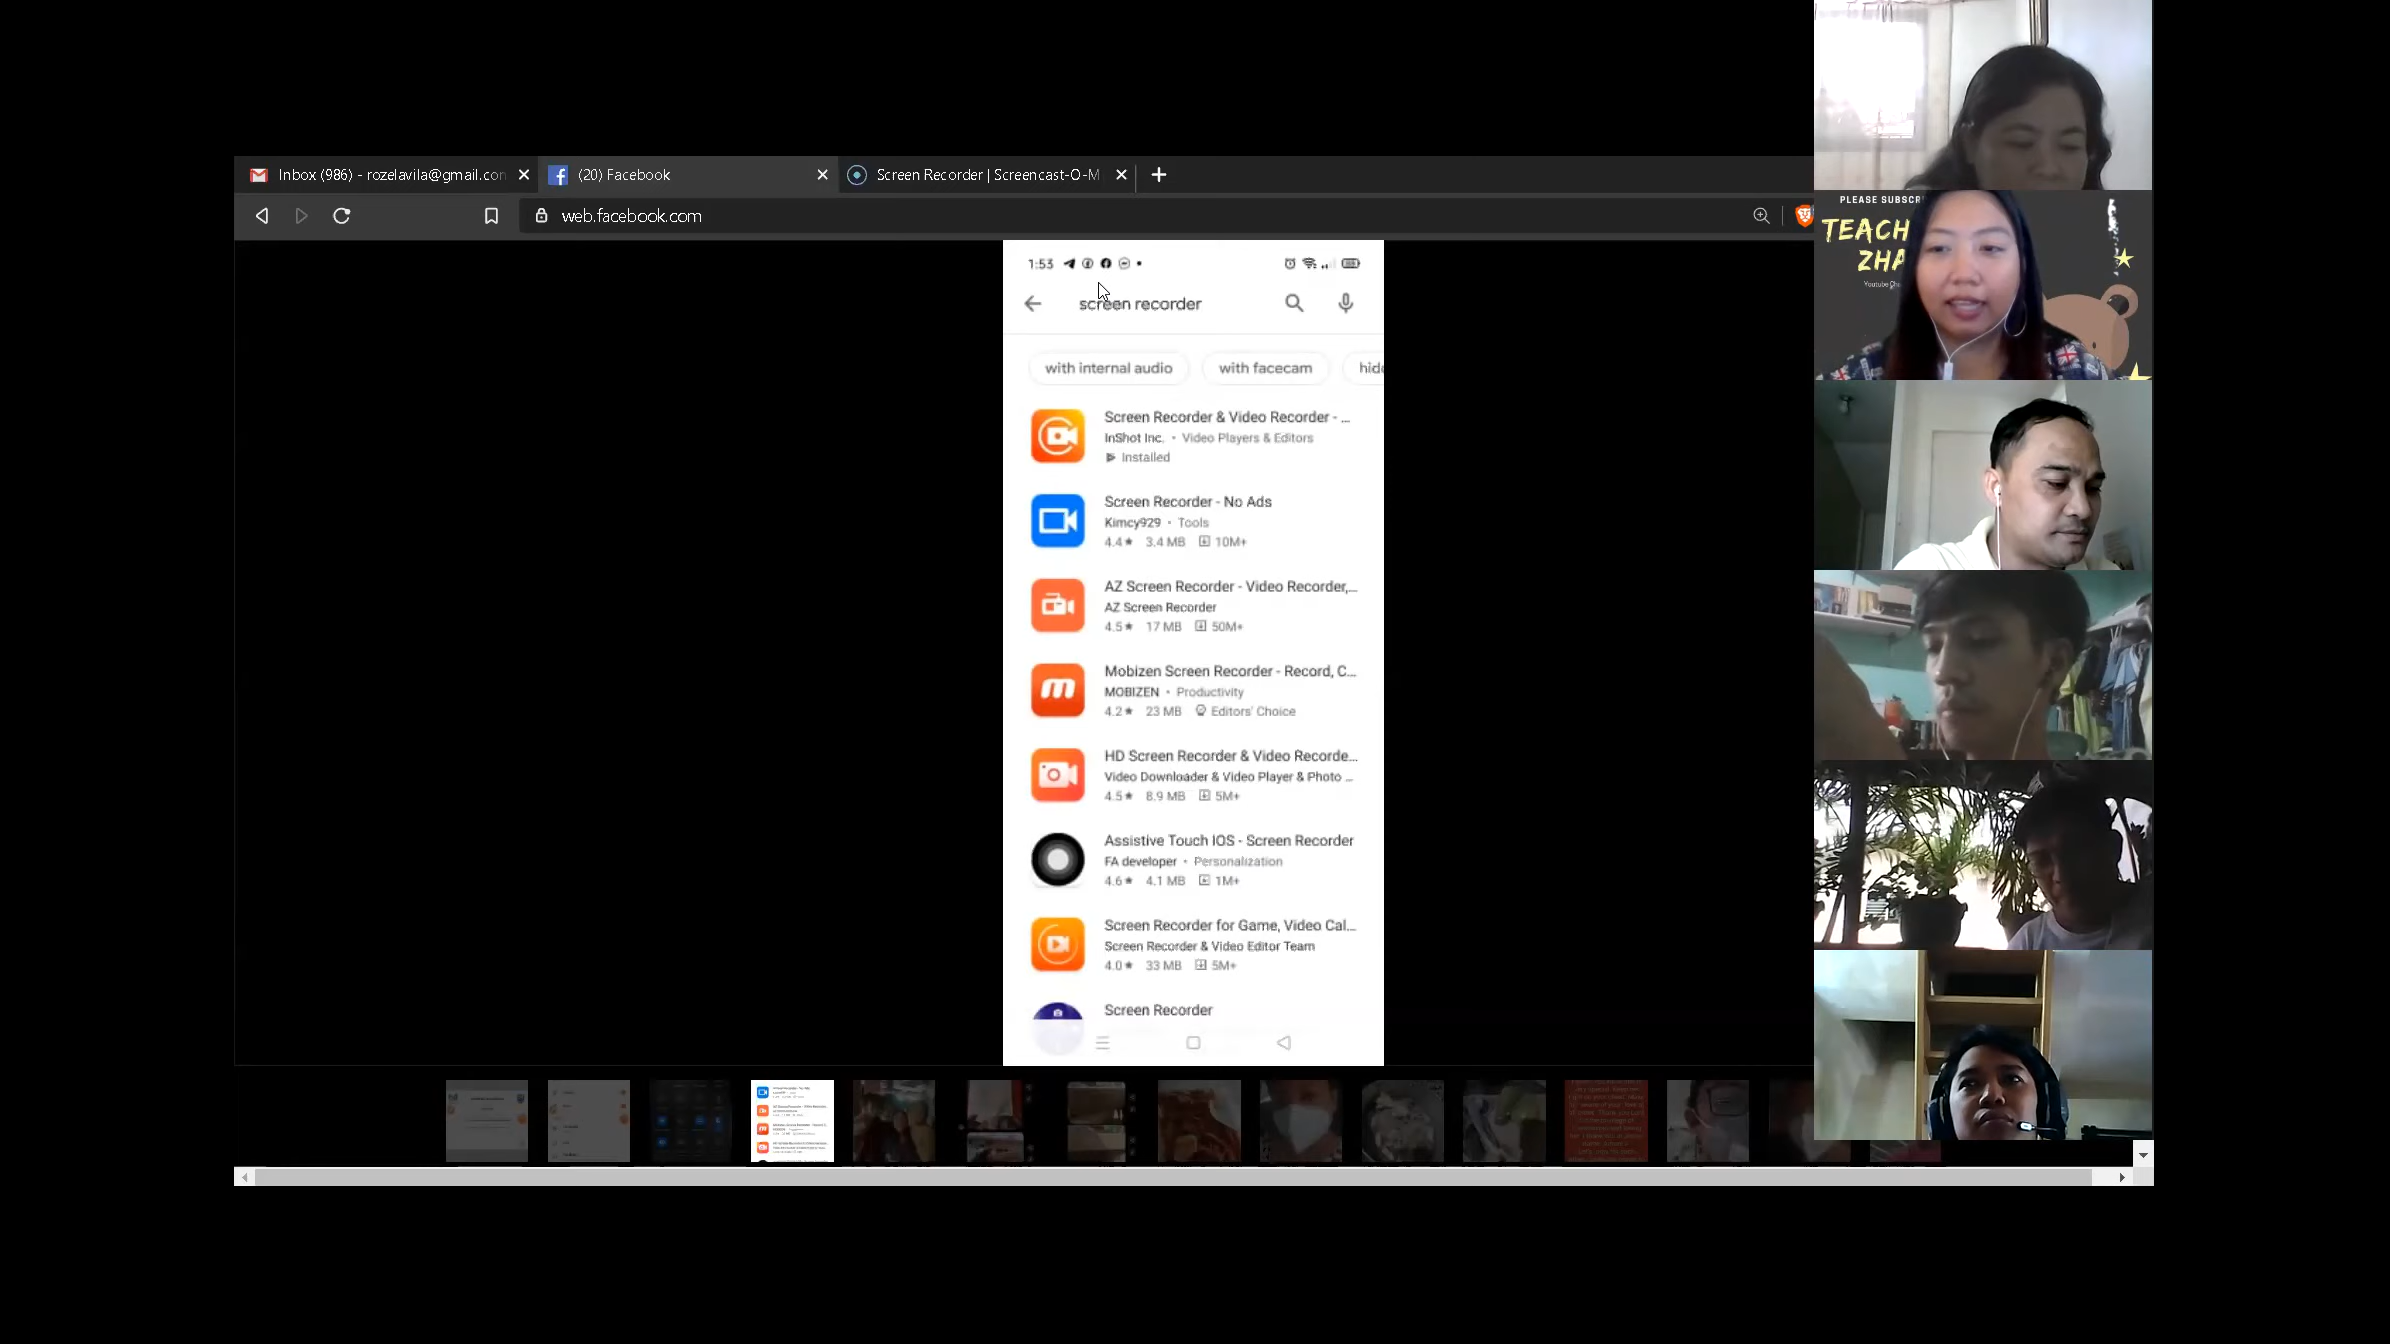 Inbox (986) - rozelavila@gmail.con
(20) Facebook
Screen Recorder | Screencast-O-M
web.facebook.com
1:53
screen recorder
with internal audio
with facecam
hidd
Screen Recorder & Video Recorder - ...
InShot Inc. • Video Players & Editors
Installed
Screen Recorder - No Ads
Kimcy929 • Tools
4.4★ 3.4 MB 10M+
AZ Screen Recorder - Video Recorder,...
AZ Screen Recorder
4.5★ 17 MB 50M+
Mobizen Screen Recorder - Record, C...
MOBIZEN • Productivity
4.2★ 23 MB Editors' Choice
HD Screen Recorder & Video Recorde...
Video Downloader & Video Player & Photo ...
4.5★ 8.9 MB 5M+
Assistive Touch IOS - Screen Recorder
FA developer • Personalization
4.6★ 4.1 MB 1M+
Screen Recorder for Game, Video Cal...
Screen Recorder & Video Editor Team
4.0★ 33 MB 5M+
Screen Recorder
PLEASE SUBSCR
TEACH
ZHA
Youtube Ch